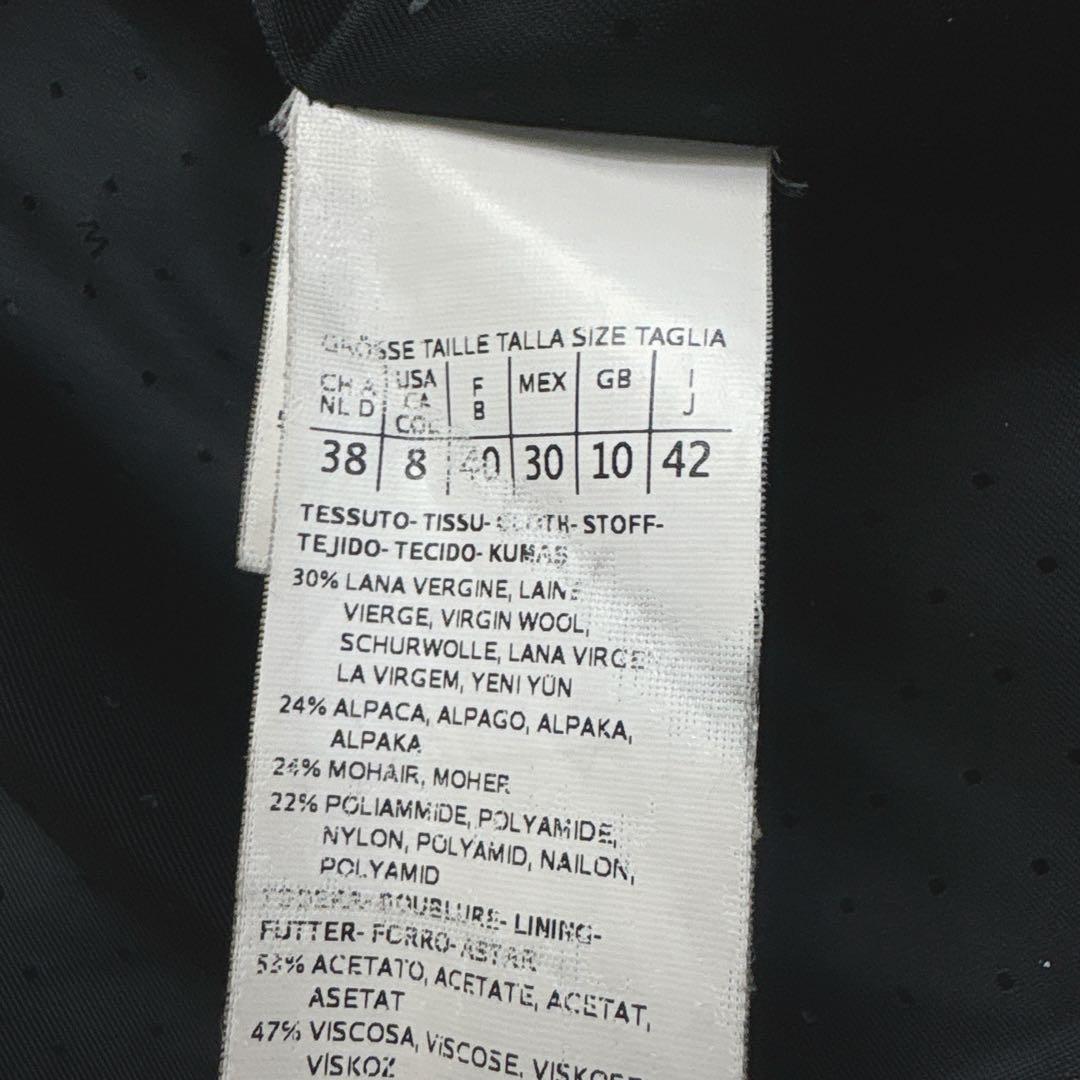 M
GRÖSSE TAILLE TALLA SIZE TAGLIA
CH A USA F MEX GB I
NL D CA B J
COL
38 8 40 30 10 42
TESSUTO- TISSU- CLOTH- STOFF-
TEJIDO- TECIDO- KUMAS
30% LANA VERGINE, LAINE
VIERGE, VIRGIN WOOL,
SCHURWOLLE, LANA VIRGEN
LA VIRGEM, YENI YÜN
24% ALPACA, ALPAGO, ALPAKA,
ALPAKA
24% MOHAIR, MOHER
22% POLIAMMIDE, POLYAMIDE,
NYLON, POLYAMID, NAILON,
POLYAMID
FODERA- DOUBLURE- LINING-
FUTTER- FORRO- ASTAR
53% ACETATO, ACETATE, ACETAT,
ASETAT
47% VISCOSA, VISCOSE, VISKOSE
VISKOZ